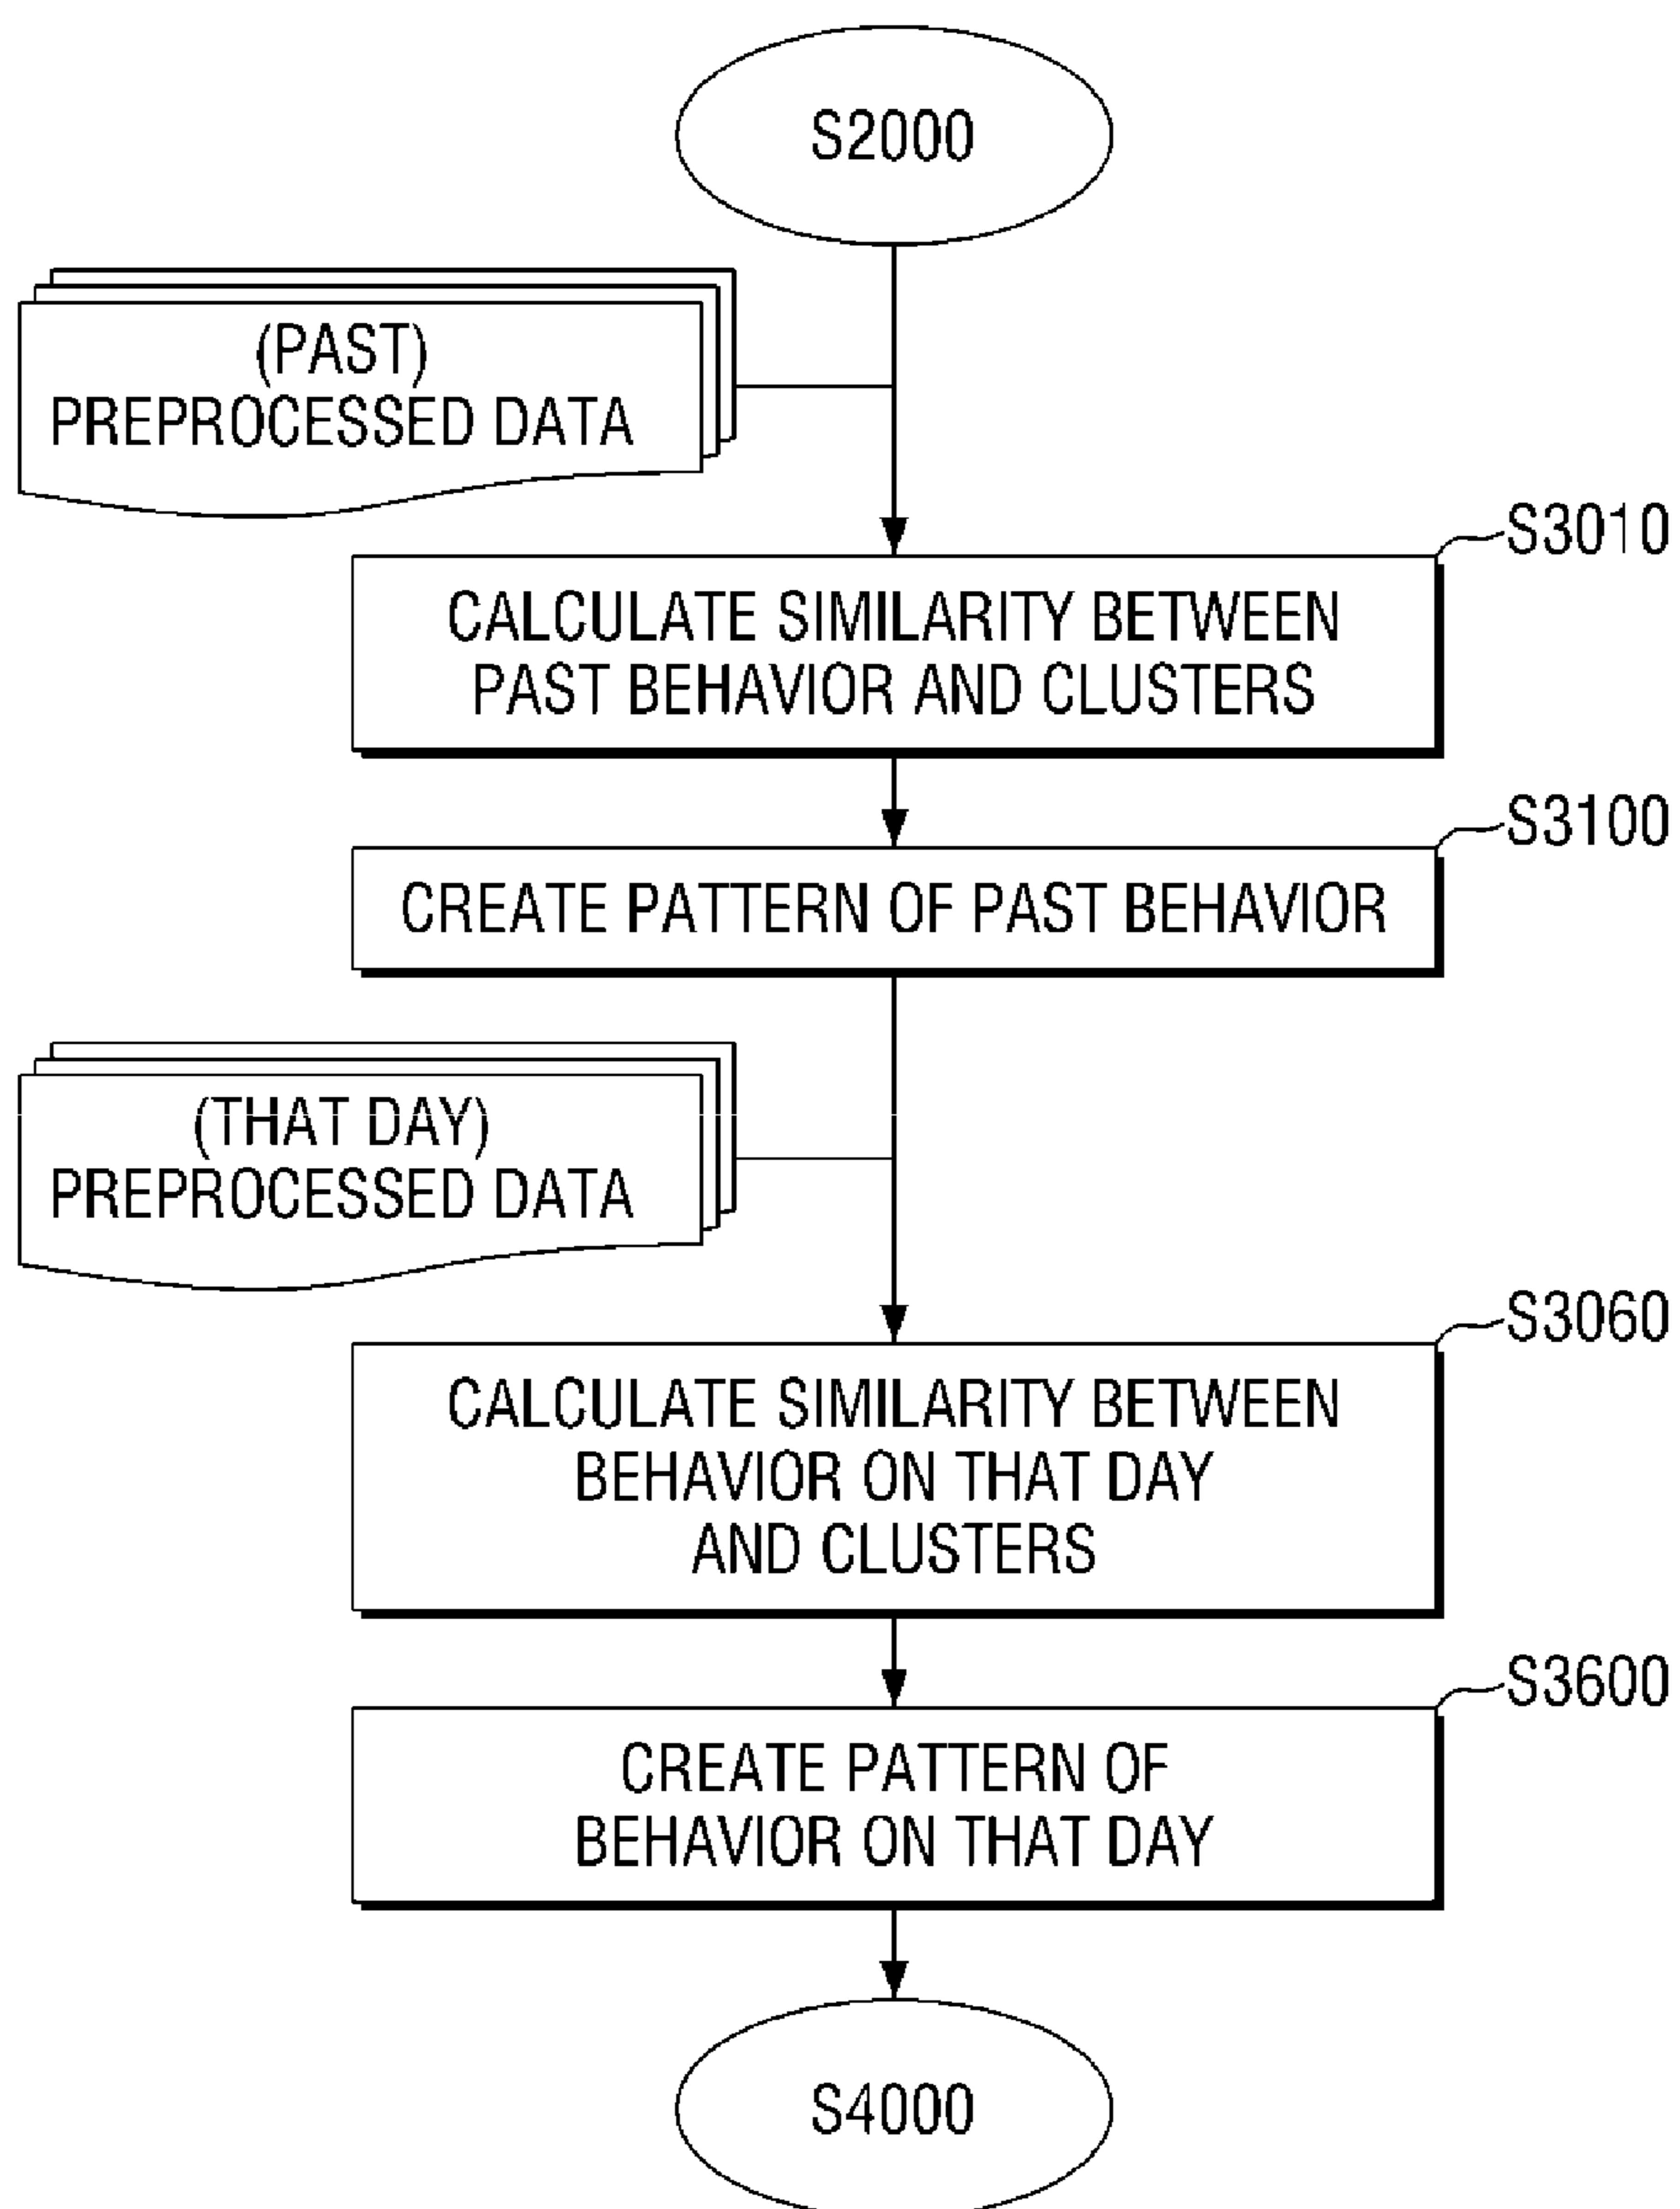 S2000
(PAST)
PREPROCESSED DATA
S3010
CALCULATE SIMILARITY BETWEEN
PAST BEHAVIOR AND CLUSTERS
S3100
CREATE PATTERN OF PAST BEHAVIOR
(THAT DAY)
PREPROCESSED DATA
S3060
CALCULATE SIMILARITY BETWEEN
BEHAVIOR ON THAT DAY
AND CLUSTERS
S3600
CREATE PATTERN OF
BEHAVIOR ON THAT DAY
S4000